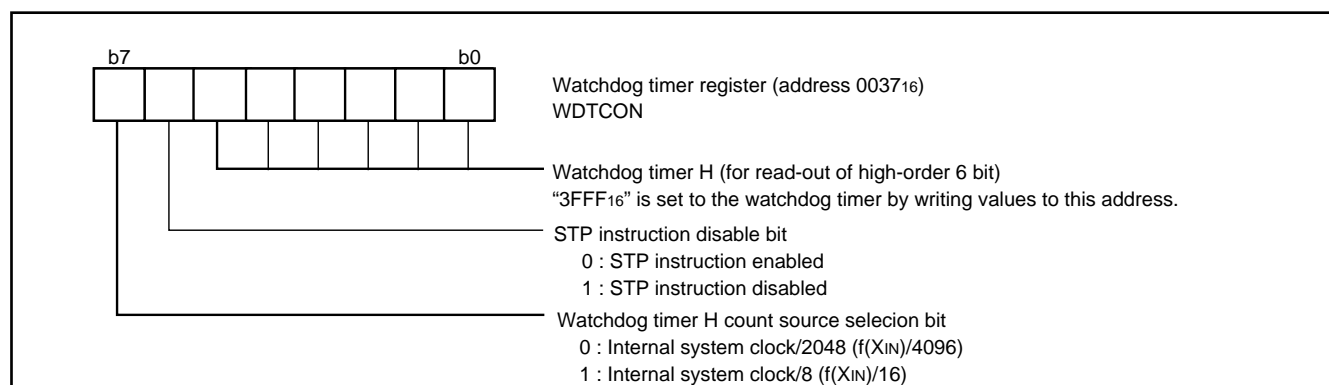 b7 b0
Watchdog timer register (address 003716)
WDTCON
Watchdog timer H (for read-out of high-order 6 bit)
“3FFF16” is set to the watchdog timer by writing values to this address.
STP instruction disable bit
0 : STP instruction enabled
1 : STP instruction disabled
Watchdog timer H count source selecion bit
0 : Internal system clock/2048 (f(XIN)/4096)
1 : Internal system clock/8 (f(XIN)/16)